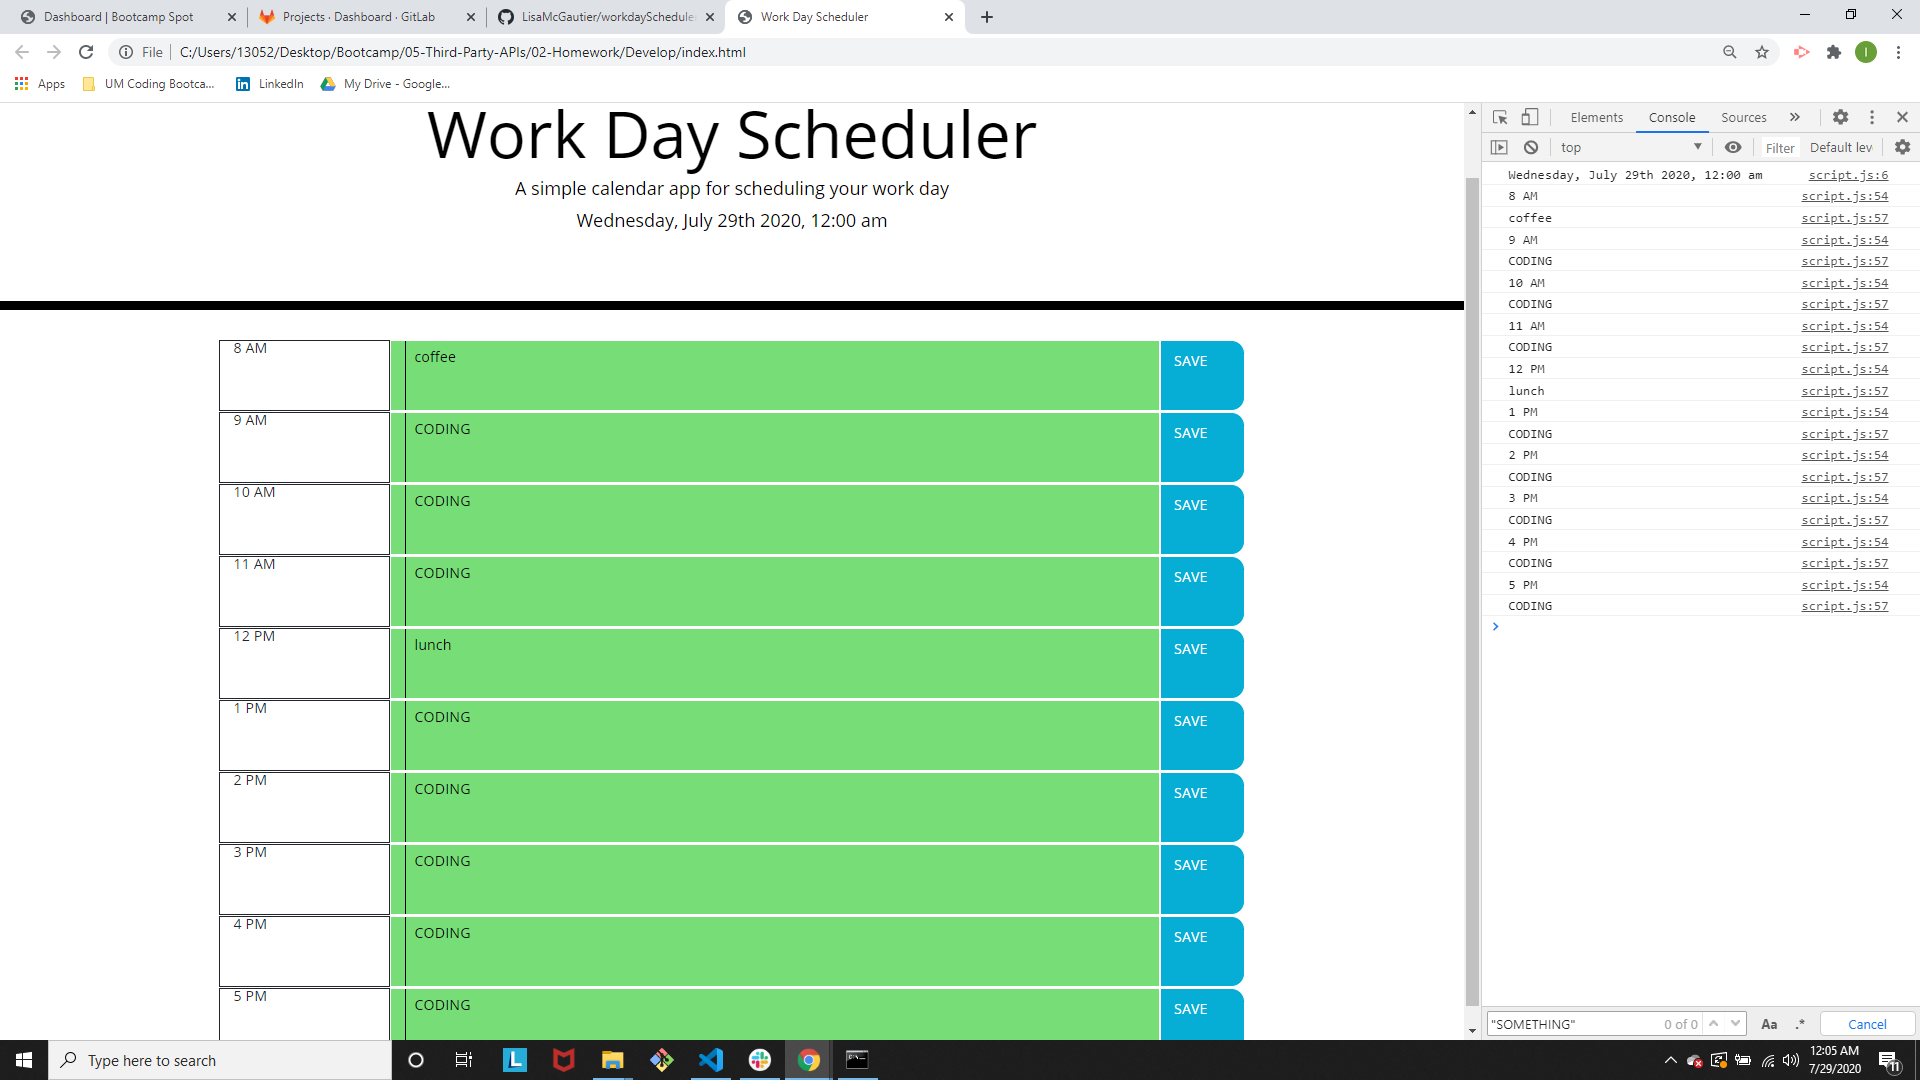 Dashboard | Bootcamp Spot
Projects · Dashboard · GitLab
LisaMcGautier/workdaySchedule
Work Day Scheduler
File
C:/Users/13052/Desktop/Bootcamp/05-Third-Party-APIs/02-Homework/Develop/index.html
I
Apps
UM Coding Bootca...
LinkedIn
My Drive - Google...
Work Day Scheduler
A simple calendar app for scheduling your work day
Wednesday, July 29th 2020, 12:00 am
8 AM coffee SAVE
9 AM CODING SAVE
10 AM CODING SAVE
11 AM CODING SAVE
12 PM lunch SAVE
1 PM CODING SAVE
2 PM CODING SAVE
3 PM CODING SAVE
4 PM CODING SAVE
5 PM CODING SAVE
Elements Console Sources
top Filter Default lev
Wednesday, July 29th 2020, 12:00 am script.js:6
8 AM script.js:54
coffee script.js:57
9 AM script.js:54
CODING script.js:57
10 AM script.js:54
CODING script.js:57
11 AM script.js:54
CODING script.js:57
12 PM script.js:54
lunch script.js:57
1 PM script.js:54
CODING script.js:57
2 PM script.js:54
CODING script.js:57
3 PM script.js:54
CODING script.js:57
4 PM script.js:54
CODING script.js:57
5 PM script.js:54
CODING script.js:57
"SOMETHING" 0 of 0 Aa .* Cancel
Type here to search
L
12:05 AM
7/29/2020
11